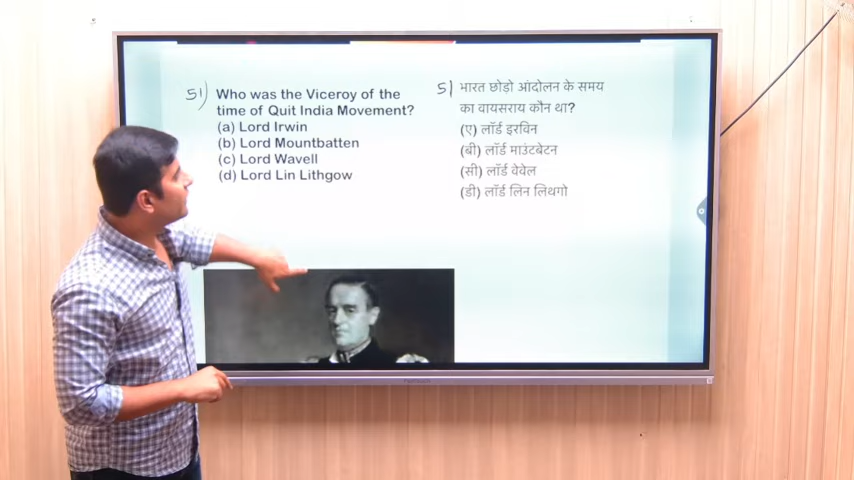 51) Who was the Viceroy of the
time of Quit India Movement?
(a) Lord Irwin
(b) Lord Mountbatten
(c) Lord Wavell
(d) Lord Lin Lithgow
51 भारत छोड़ो आंदोलन के समय
का वायसराय कौन था?
(ए) लॉर्ड इरविन
(बी) लॉर्ड माउंटबेटन
(सी) लॉर्ड वेवेल
(डी) लॉर्ड लिन लिथगो